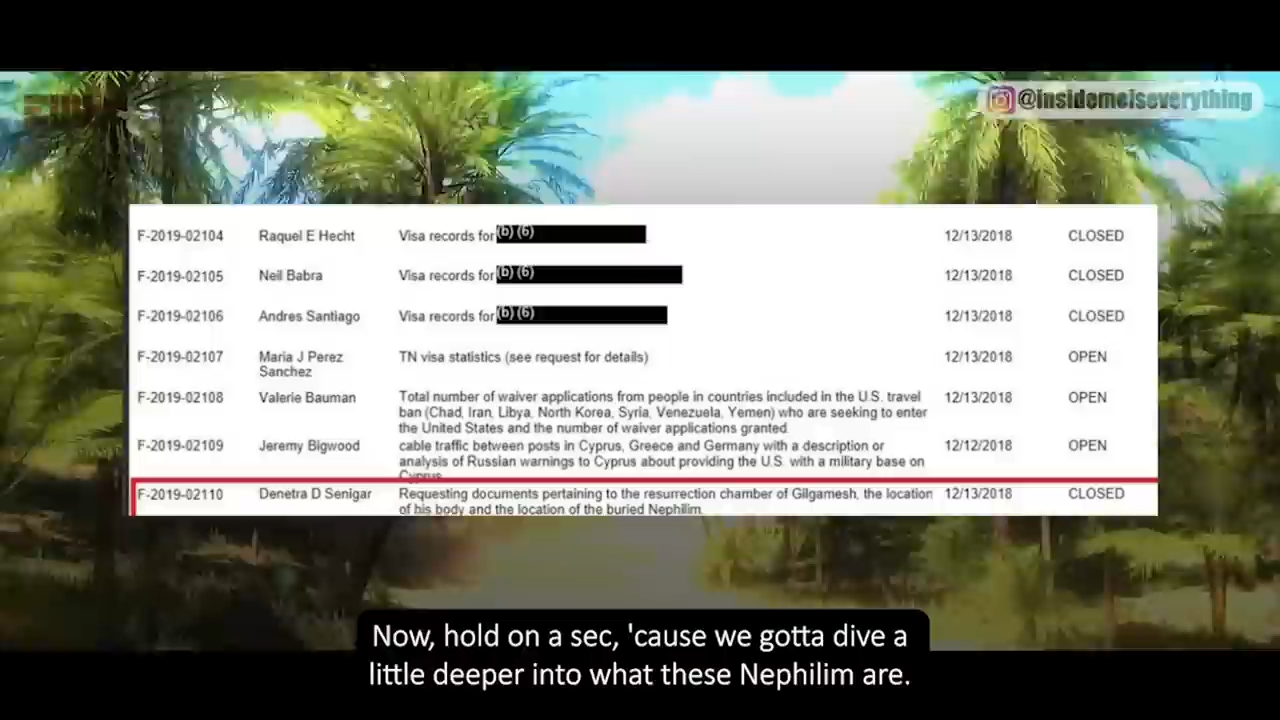 @insidemeiseverything
F-2019-02104 Raquel E Hecht Visa records for (b) (6) 12/13/2018 CLOSED
F-2019-02105 Neil Babra Visa records for (b) (6) 12/13/2018 CLOSED
F-2019-02106 Andres Santiago Visa records for (b) (6) 12/13/2018 CLOSED
F-2019-02107 Maria J Perez TN visa statistics (see request for details) 12/13/2018 OPEN
Sanchez
F-2019-02108 Valerie Bauman Total number of waiver applications from people in countries included in the U.S. travel 12/13/2018 OPEN
ban (Chad, Iran, Libya, North Korea, Syria, Venezuela, Yemen) who are seeking to enter
the United States and the number of waiver applications granted.
F-2019-02109 Jeremy Bigwood cable traffic between posts in Cyprus, Greece and Germany with a description or 12/12/2018 OPEN
analysis of Russian warnings to Cyprus about providing the U.S. with a military base on
Cyprus
F-2019-02110 Denetra D Senigar Requesting documents pertaining to the resurrection chamber of Gilgamesh, the location 12/13/2018 CLOSED
of his body and the location of the buried Nephilim.
Now, hold on a sec, 'cause we gotta dive a
little deeper into what these Nephilim are.